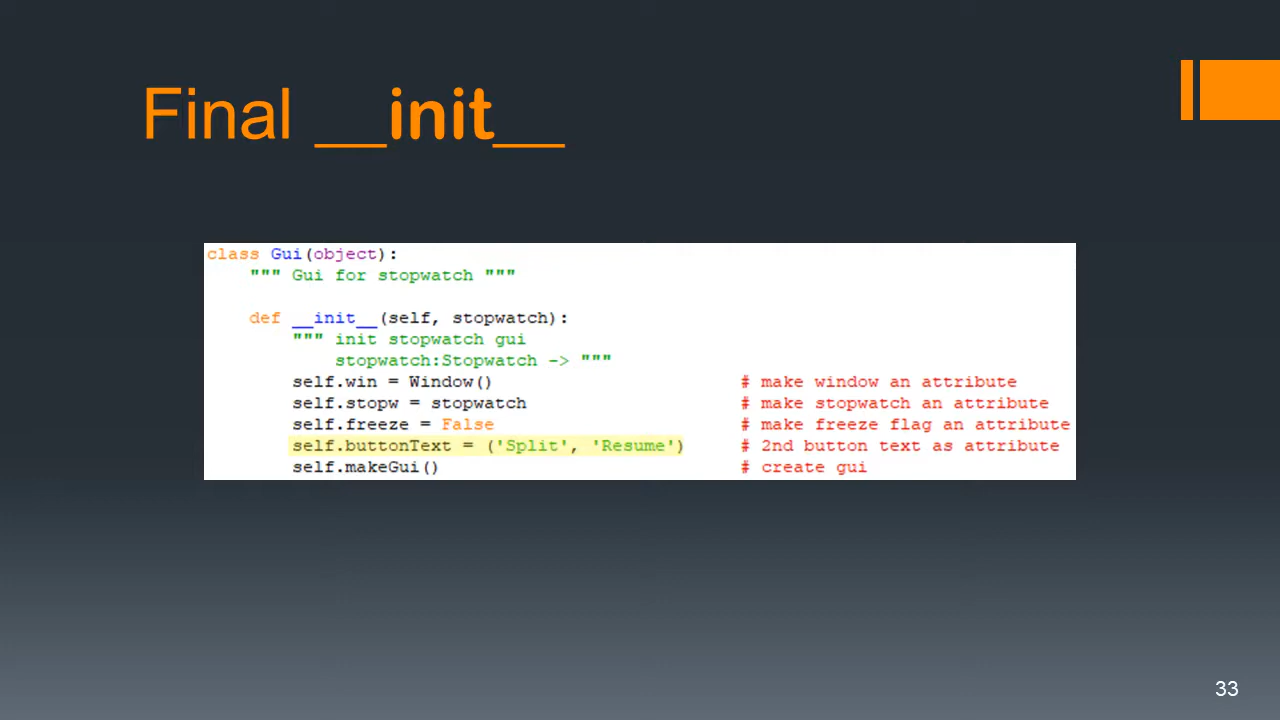 Final __init__
class Gui(object):
""" Gui for stopwatch """
def __init__(self, stopwatch):
""" init stopwatch gui
stopwatch:Stopwatch -> """
self.win = Window() # make window an attribute
self.stopw = stopwatch # make stopwatch an attribute
self.freeze = False # make freeze flag an attribute
self.buttonText = ('Split', 'Resume') # 2nd button text as attribute
self.makeGui() # create gui
33